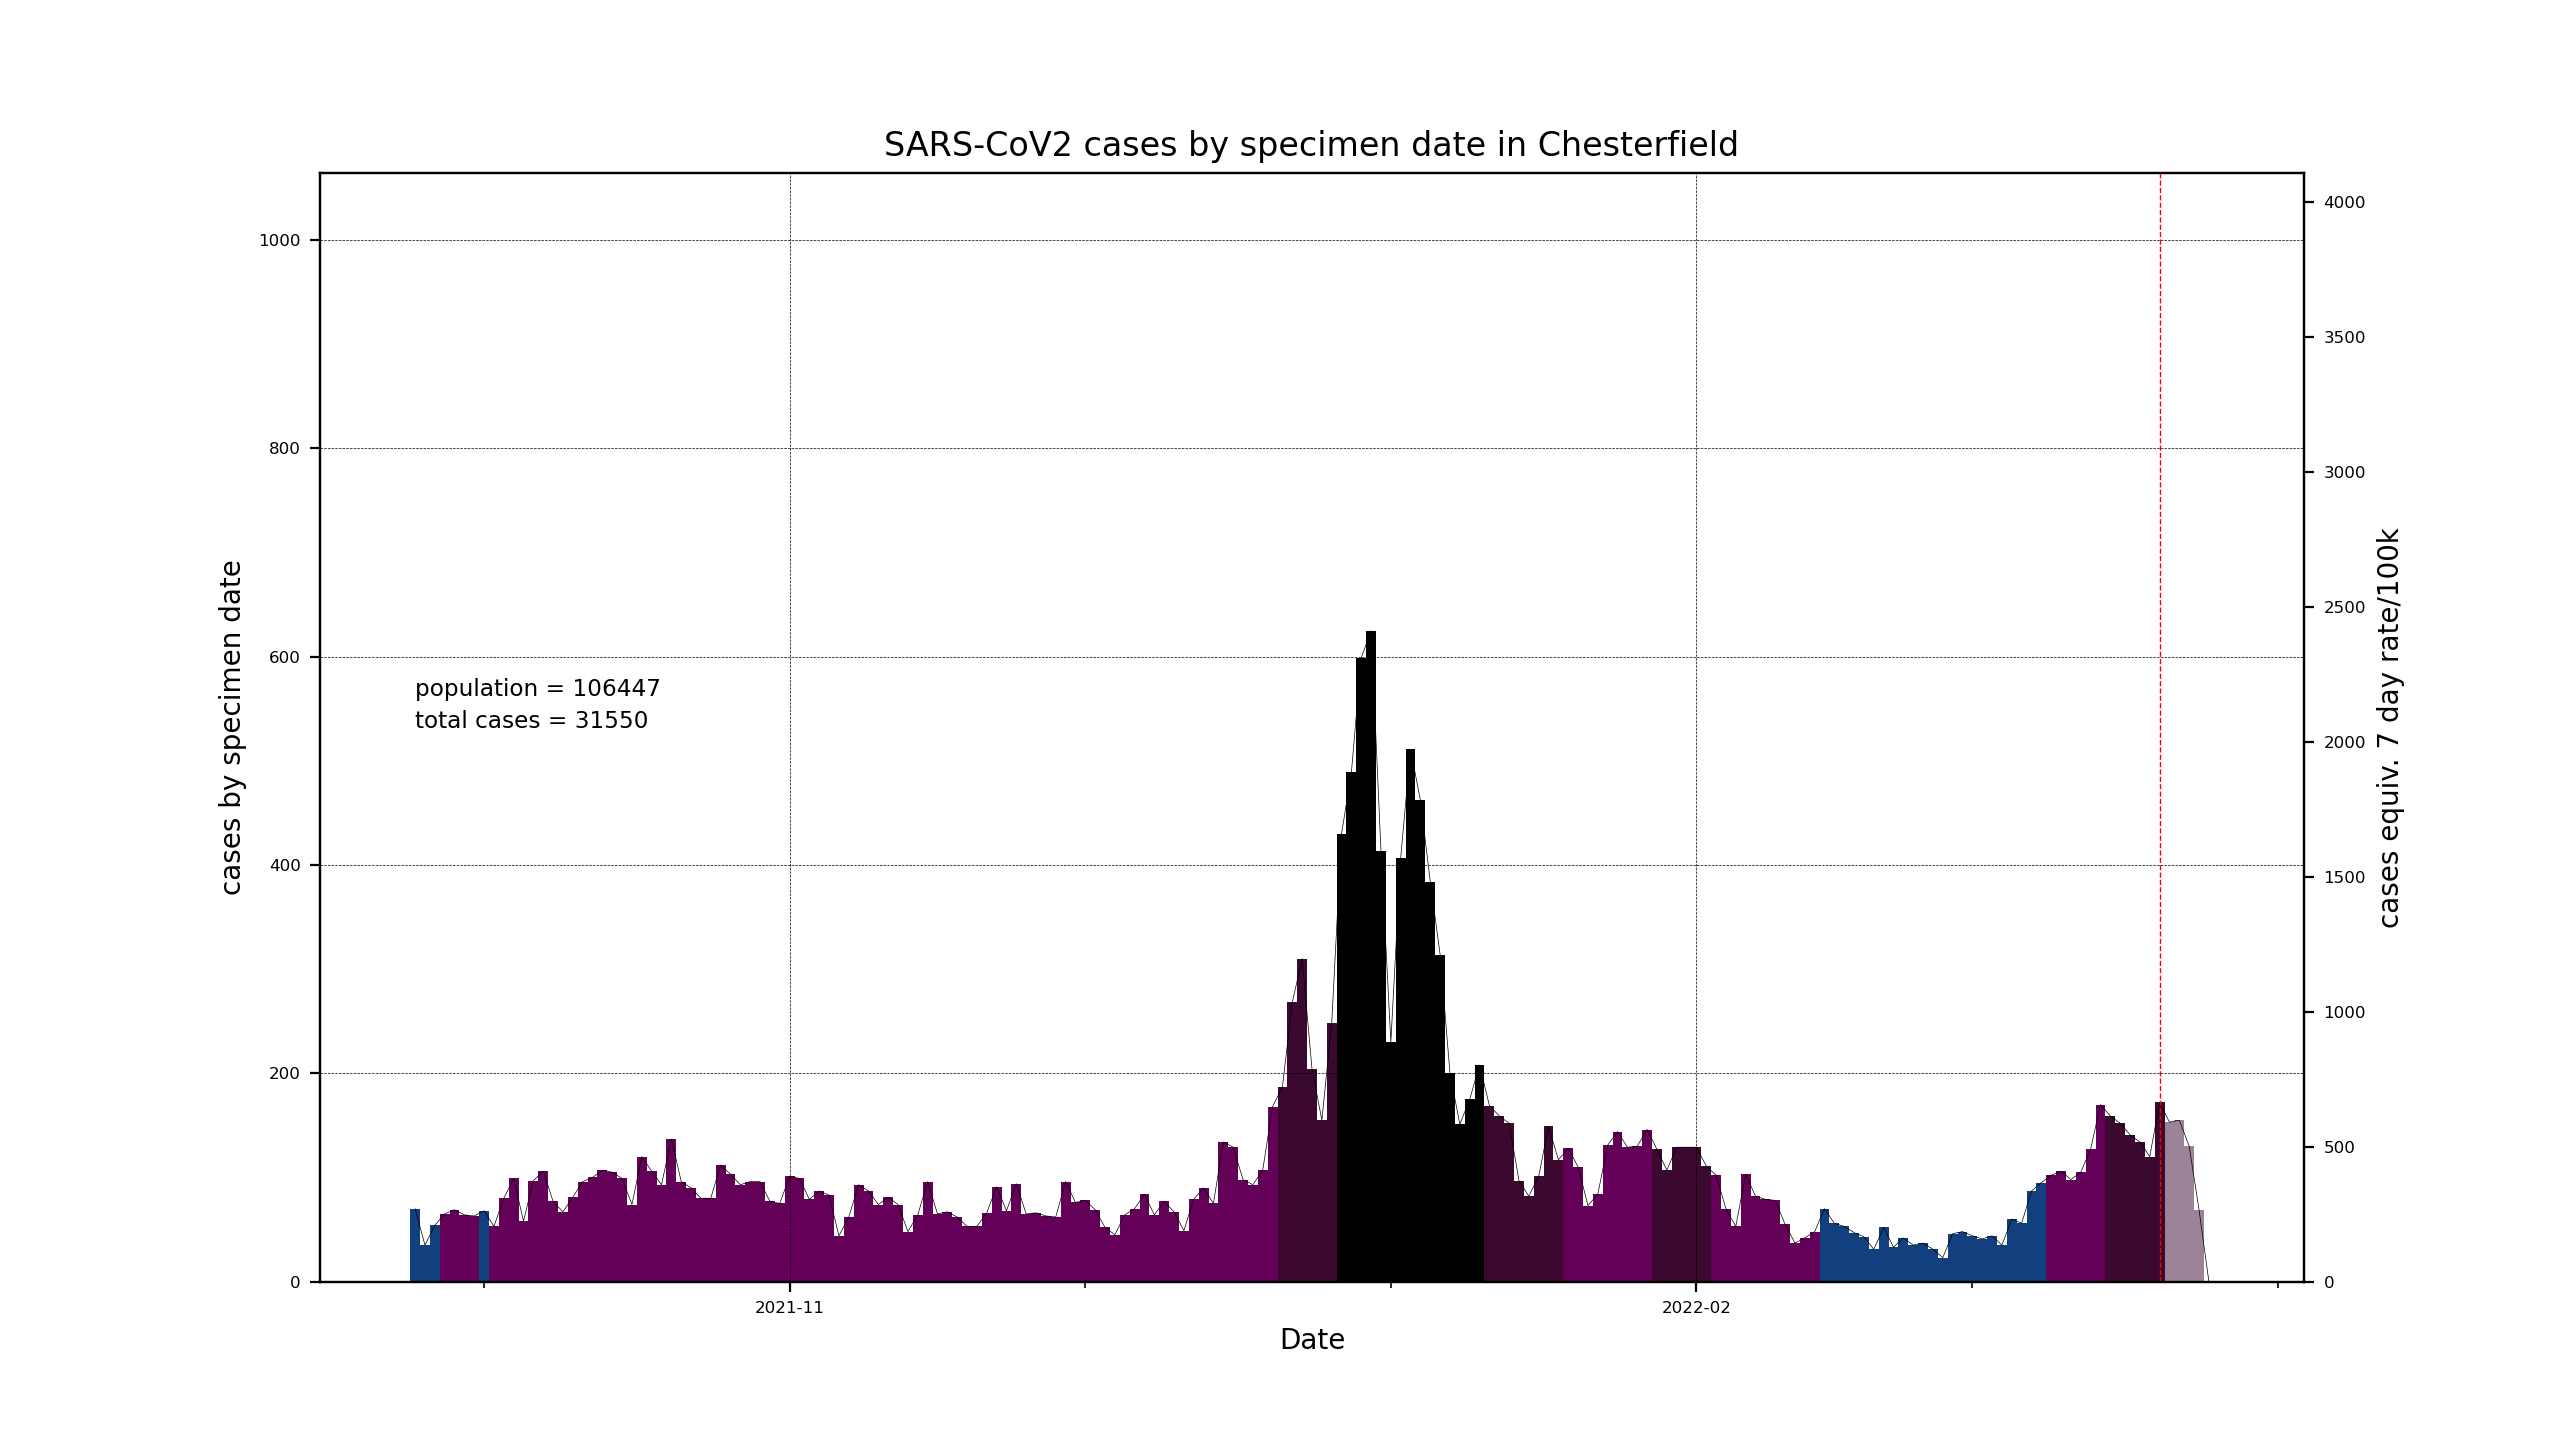 SARS-CoV2 cases by specimen date in Chesterfield
cases by specimen date
1000
800
600
400
200
0
population = 106447
total cases = 31550
4000
3500
3000
2500
2000
1500
1000
500
0
cases equiv. 7 day rate/100k
2021-11
2022-02
Date